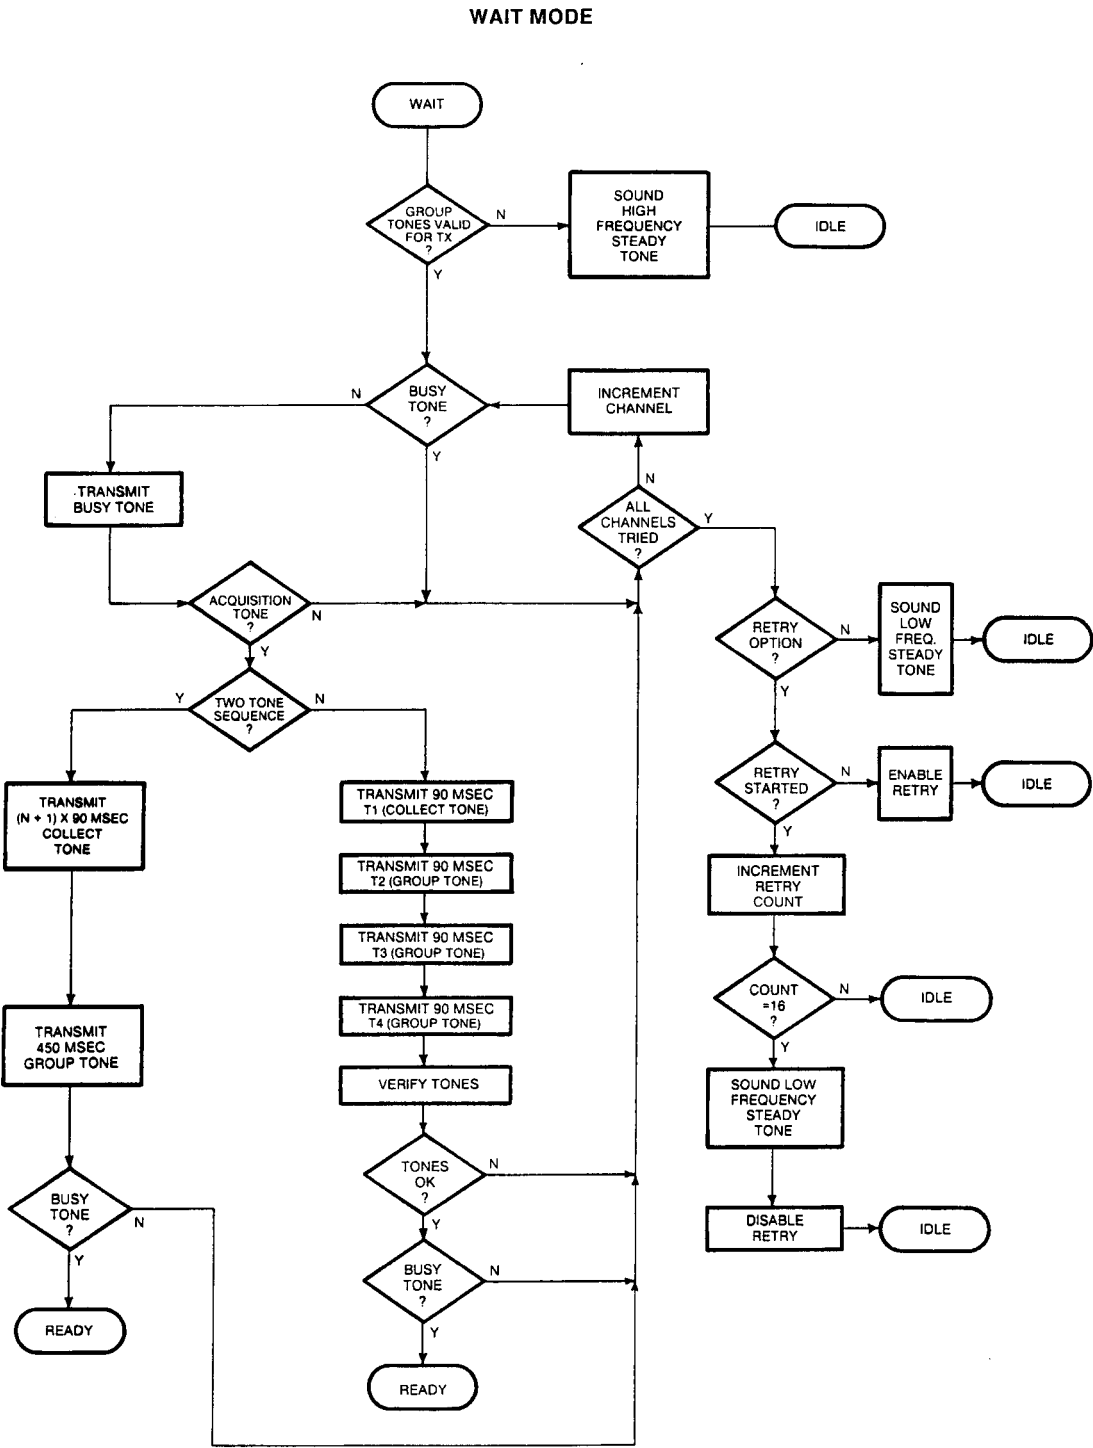 WAIT MODE
WAIT
GROUP
TONES VALID
FOR TX
?
N
Y
SOUND
HIGH
FREQUENCY
STEADY
TONE
IDLE
BUSY
TONE
?
N
Y
INCREMENT
CHANNEL
TRANSMIT
BUSY TONE
ALL
CHANNELS
TRIED
?
N
Y
ACQUISITION
TONE
?
N
Y
RETRY
OPTION
?
N
Y
SOUND
LOW
FREQ.
STEADY
TONE
IDLE
TWO TONE
SEQUENCE
?
Y
N
RETRY
STARTED
?
N
Y
ENABLE
RETRY
IDLE
TRANSMIT
(N + 1) X 90 MSEC
COLLECT
TONE
TRANSMIT 90 MSEC
T1 (COLLECT TONE)
TRANSMIT 90 MSEC
T2 (GROUP TONE)
TRANSMIT 90 MSEC
T3 (GROUP TONE)
TRANSMIT 90 MSEC
T4 (GROUP TONE)
VERIFY TONES
INCREMENT
RETRY
COUNT
COUNT
=16
?
N
Y
IDLE
TRANSMIT
450 MSEC
GROUP TONE
SOUND LOW
FREQUENCY
STEADY
TONE
TONES
OK
?
N
Y
BUSY
TONE
?
N
Y
DISABLE
RETRY
IDLE
BUSY
TONE
?
N
Y
READY
READY